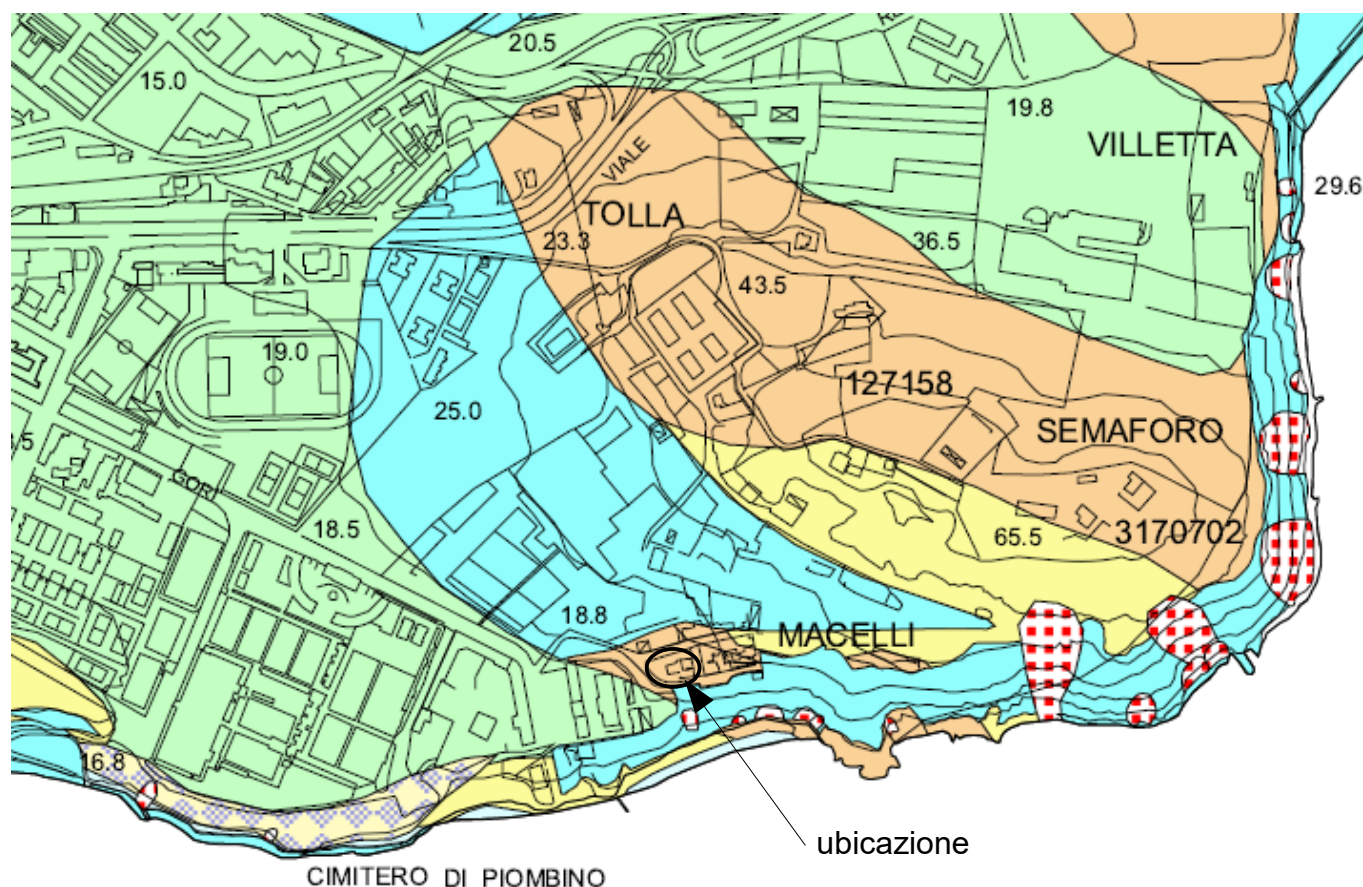 20.5
15.0
19.8
VILLETTA
29.6
VIALE
TOLLA
23.3
36.5
43.5
19.0
127158
25.0
SEMAFORO
GORI
18.5
65.5
3170702
18.8
MACELLI
16.8
ubicazione
CIMITERO DI PIOMBINO